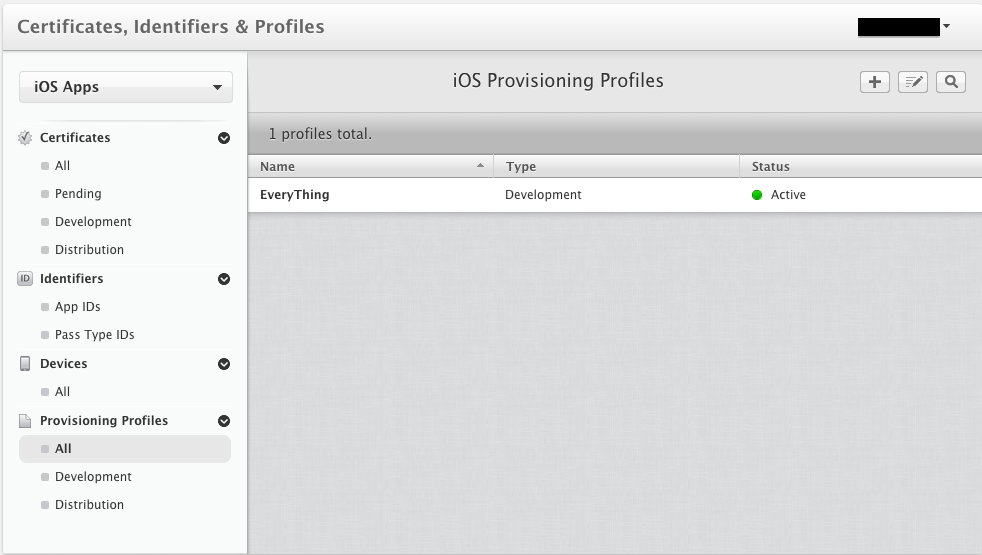 Certificates, Identifiers & Profiles
iOS Apps
iOS Provisioning Profiles
1 profiles total.
Name Type Status
EveryThing Development Active
Certificates
All
Pending
Development
Distribution
ID Identifiers
App IDs
Pass Type IDs
Devices
All
Provisioning Profiles
All
Development
Distribution